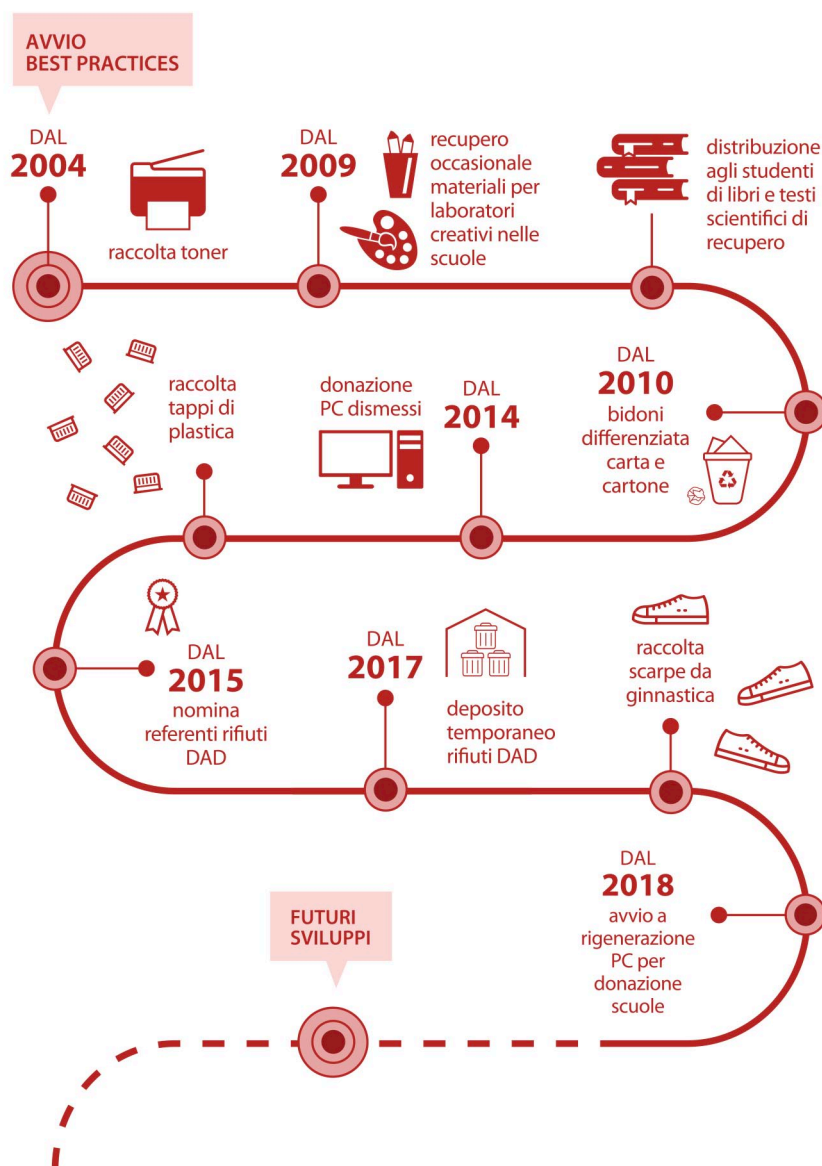 AVVIO
BEST PRACTICES
DAL
2004
raccolta toner
DAL
2009
recupero
occasionale
materiali per
laboratori
creativi nelle
scuole
distribuzione
agli studenti
di libri e testi
scientifici di
recupero
DAL
2010
bidoni
differenziata
carta e
cartone
DAL
2014
donazione
PC dismessi
raccolta
tappi di
plastica
DAL
2015
nomina
referenti rifiuti
DAD
DAL
2017
deposito
temporaneo
rifiuti DAD
raccolta
scarpe da
ginnastica
DAL
2018
avvio a
rigenerazione
PC per
donazione
scuole
FUTURI
SVILUPPI